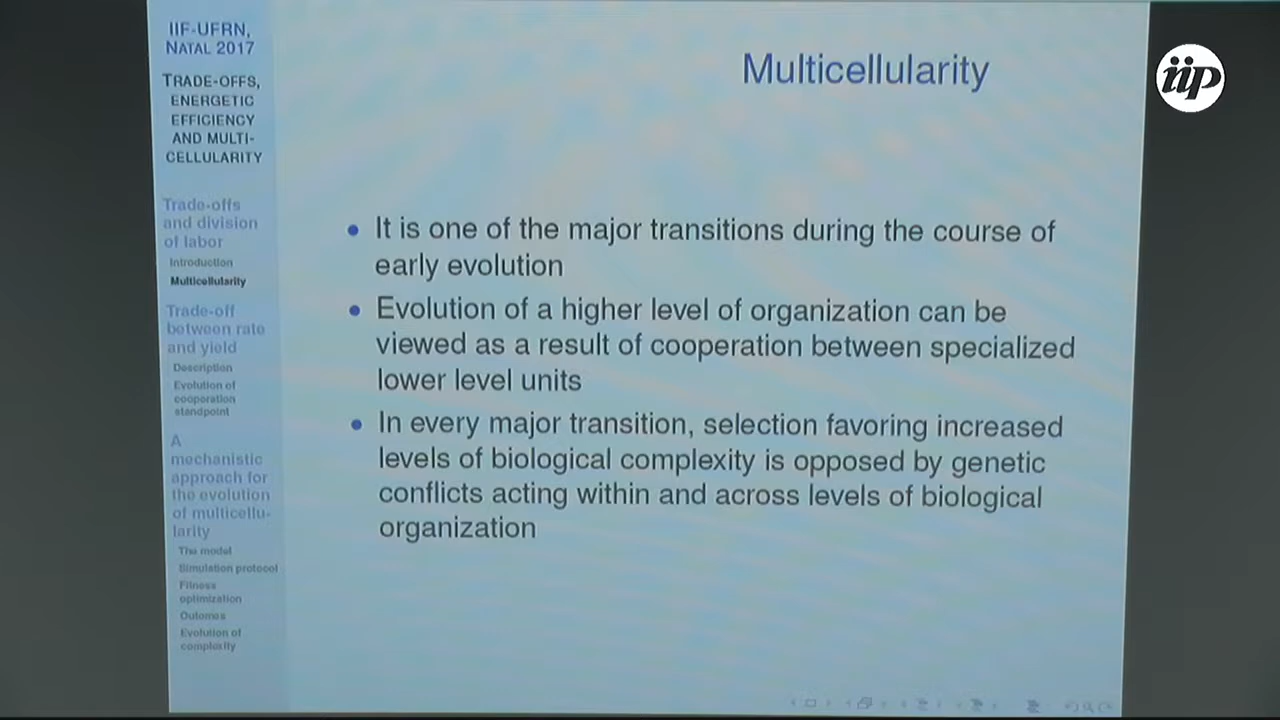 IIF-UFRN,
NATAL 2017
TRADE-OFFS,
ENERGETIC
EFFICIENCY
AND MULTI-
CELLULARITY
Trade-offs
and division
of labor
Introduction
Multicellularity
Trade-off
between rate
and yield
Description
Evolution of
cooperation
standpoint
A
mechanistic
approach for
the evolution
of multicellu-
larity
The model
Simulation protocol
Fitness
optimization
Outomes
Evolution of
complexity
Multicellularity
It is one of the major transitions during the course of
early evolution
Evolution of a higher level of organization can be
viewed as a result of cooperation between specialized
lower level units
In every major transition, selection favoring increased
levels of biological complexity is opposed by genetic
conflicts acting within and across levels of biological
organization
iip